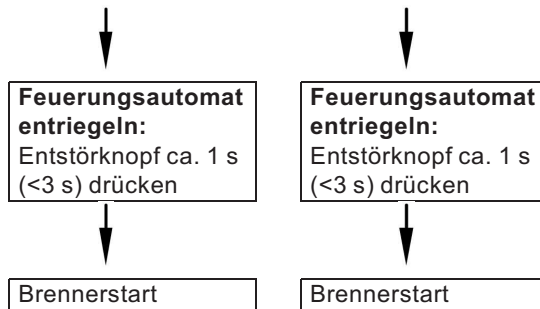 Feuerungsautomat
entriegeln:
Entstörknopf ca. 1 s
(<3 s) drücken
Brennerstart
Feuerungsautomat
entriegeln:
Entstörknopf ca. 1 s
(<3 s) drücken
Brennerstart